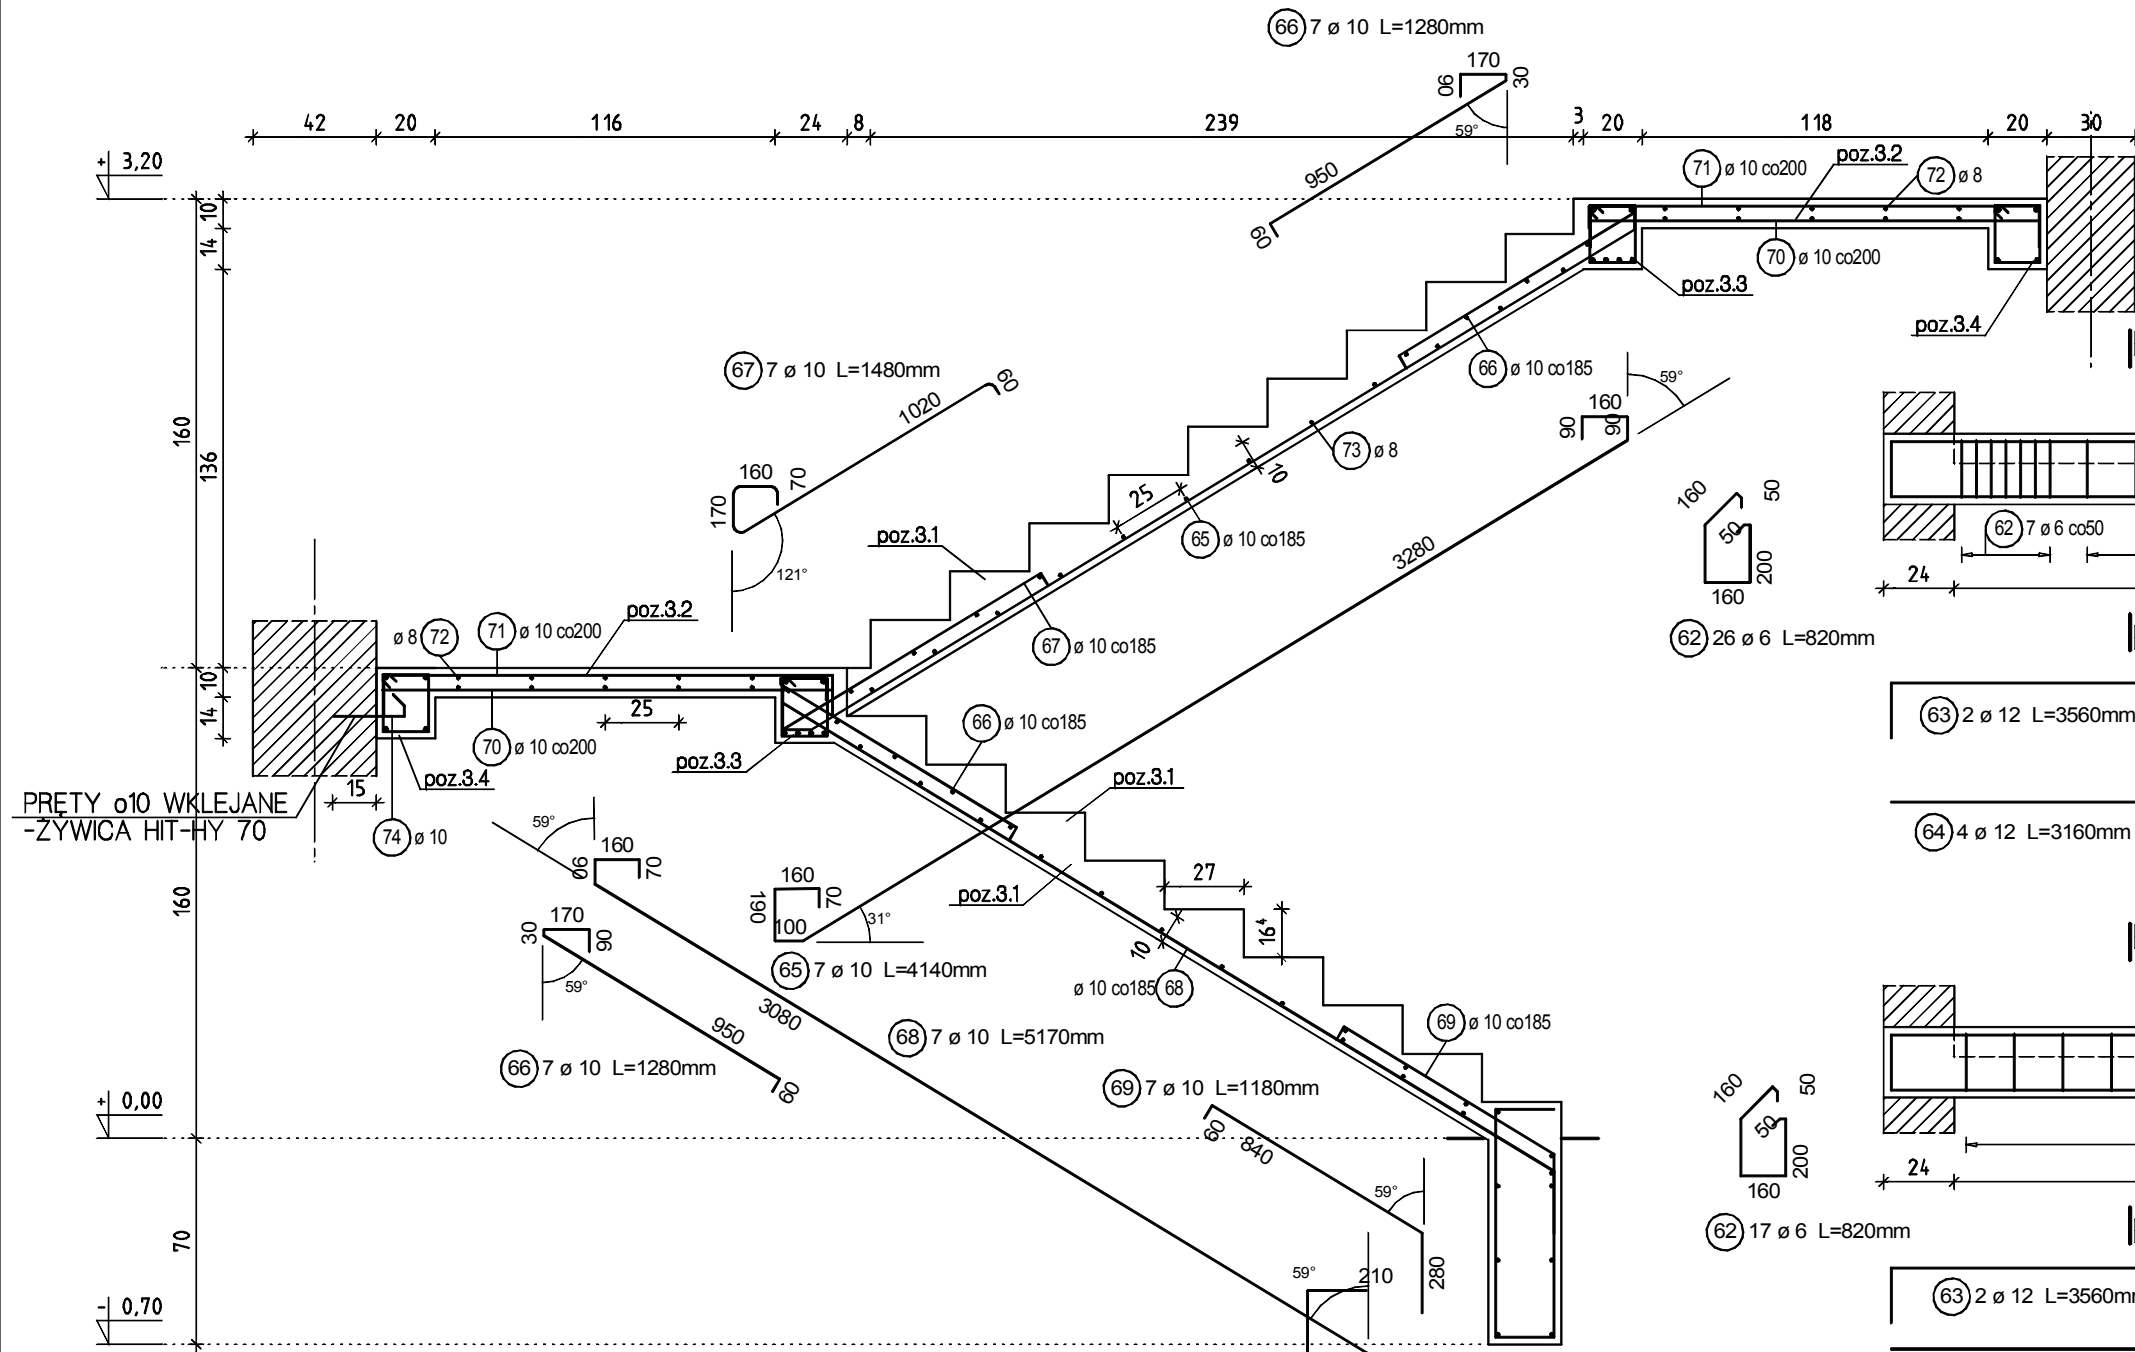 66 7 ø 10 L=1280mm
170
90
30
59°
950
60
42
20
116
24
8
239
3
20
118
20
30
+ 3,20
71 ø 10 co200
poz.3.2
72 ø 8
70 ø 10 co200
poz.3.3
poz.3.4
10
14
160
136
10
14
160
70
67 7 ø 10 L=1480mm
1020
60
160
70
170
121°
66 ø 10 co185
73 ø 8
10
25
65 ø 10 co185
poz.3.1
67 ø 10 co185
160
90
90
59°
3280
160
50
50
200
160
62 26 ø 6 L=820mm
62 7 ø 6 co50
24
ø 8 72
71 ø 10 co200
poz.3.2
25
70 ø 10 co200
poz.3.3
poz.3.4
15
74 ø 10
PRĘTY o10 WKLEJANE
-ŻYWICA HIT-HY 70
66 ø 10 co185
poz.3.1
poz.3.1
27
16⁴
10
ø 10 co185 68
69 ø 10 co185
63 2 ø 12 L=3560mm
64 4 ø 12 L=3160mm
59°
160
90
70
170
30
90
59°
950
60
66 7 ø 10 L=1280mm
160
190
70
100
31°
65 7 ø 10 L=4140mm
3080
68 7 ø 10 L=5170mm
69 7 ø 10 L=1180mm
60
840
59°
280
59°
210
+ 0,00
- 0,70
160
50
50
200
160
24
62 17 ø 6 L=820mm
63 2 ø 12 L=3560mm